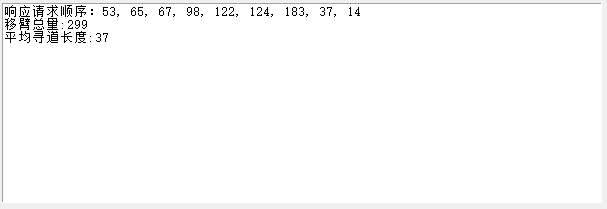 响应请求顺序: 53, 65, 67, 98, 122, 124, 183, 37, 14
移臂总量:299
平均寻道长度:37